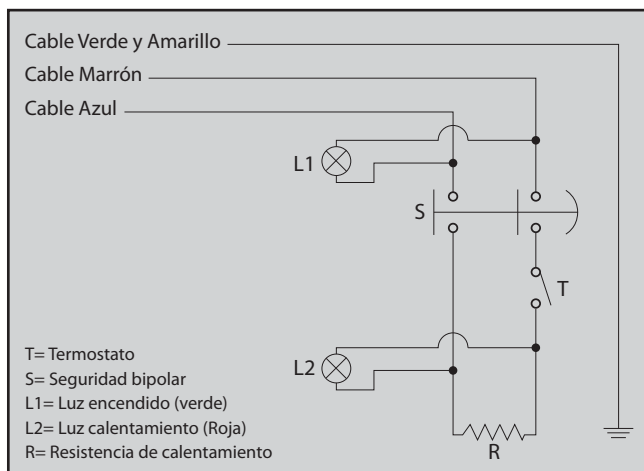 Cable Verde y Amarillo
Cable Marrón
Cable Azul
L1
S
T
L2
R
T= Termostato
S= Seguridad bipolar
L1= Luz encendido (verde)
L2= Luz calentamiento (Roja)
R= Resistencia de calentamiento